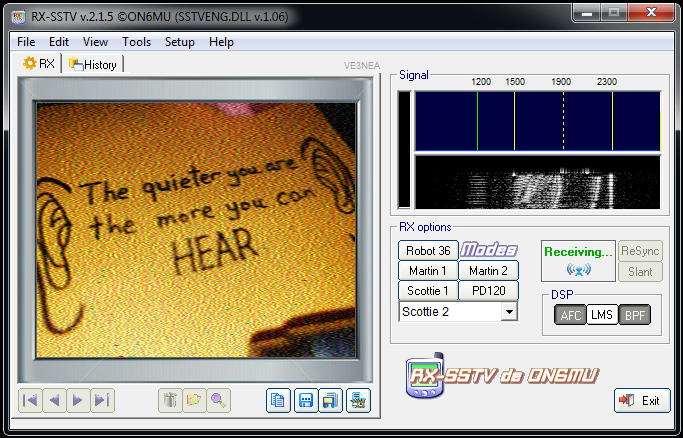 RX-SSTV v.2.1.5 ©ON6MU (SSTVENG.DLL v.1.06)
File Edit View Tools Setup Help
RX History
VE3NEA
The quieter you are
the more you can
HEAR
Signal
1200 1500 1900 2300
RX options
Robot 36 Modes
Martin 1 Martin 2
Scottie 1 PD120
Scottie 2
Receiving... ReSync
Slant
DSP
AFC LMS BPF
RX-SSTV de ON6MU
Exit